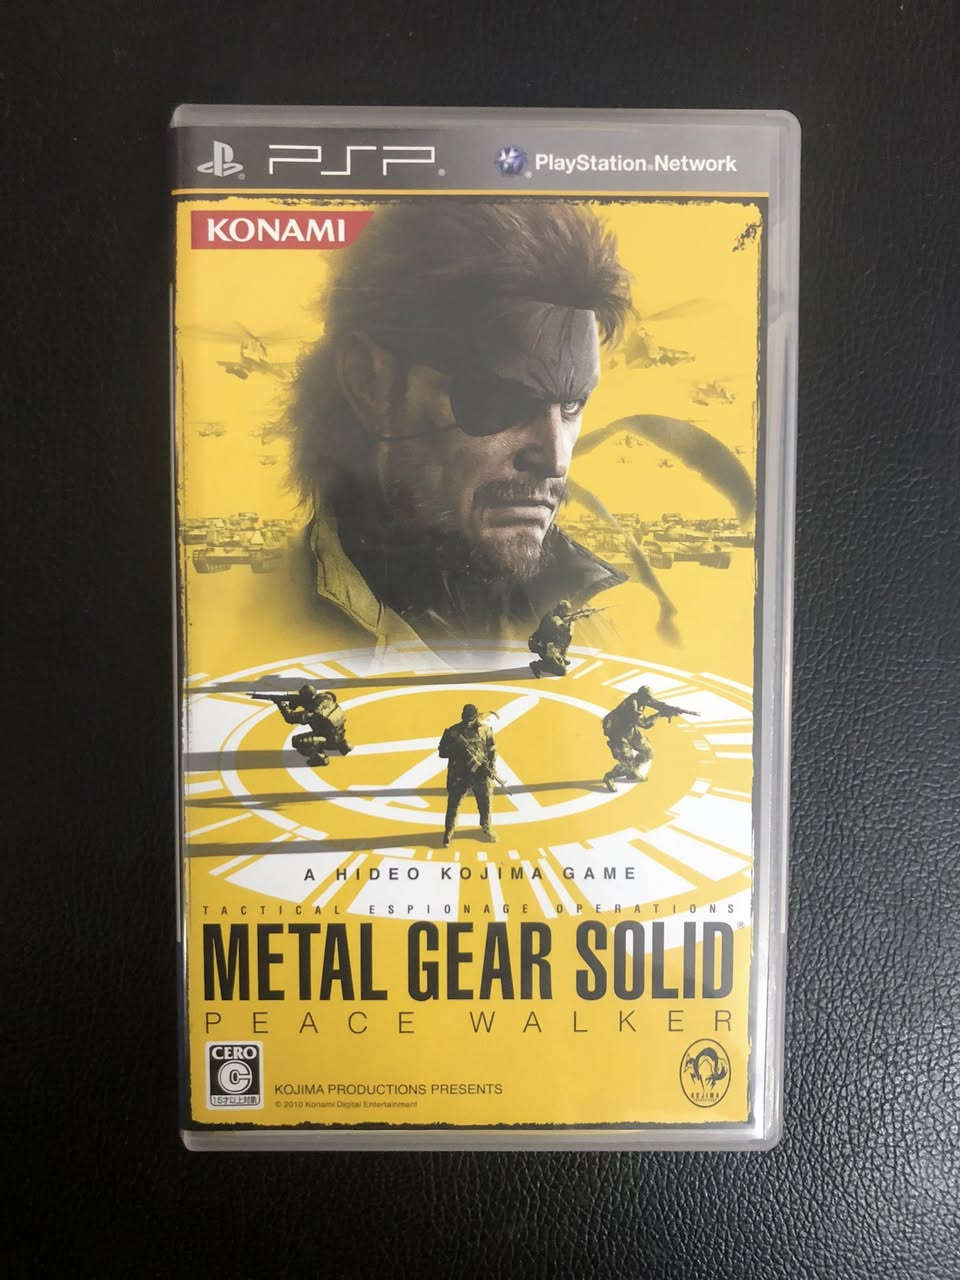 PSP
PlayStation®Network
KONAMI
A HIDEO KOJIMA GAME
TACTICAL ESPIONAGE OPERATIONS
METAL GEAR SOLID®
PEACE WALKER
CERO
C
15才以上対象
KOJIMA PRODUCTIONS PRESENTS
© 2010 Konami Digital Entertainment
KOJIMA